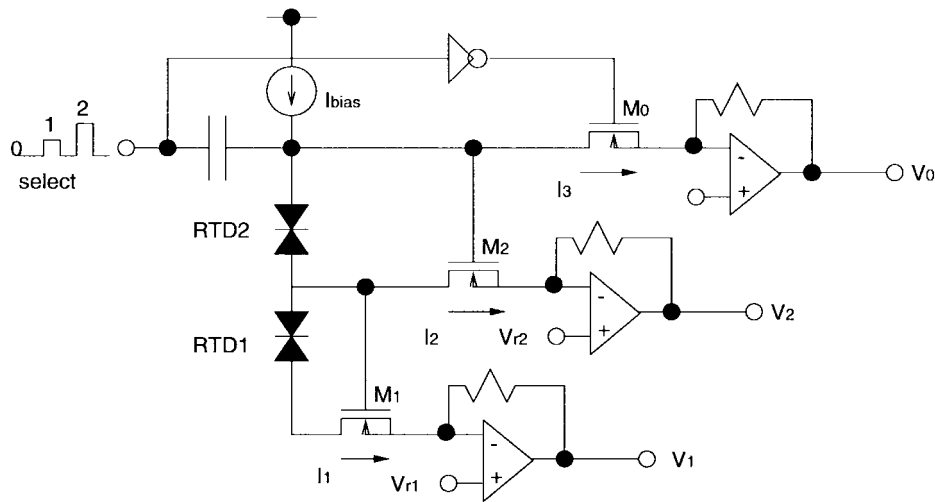 Ibias
M0
0 1 2
select
I3
V0
RTD2
M2
RTD1
I2
Vr2
V2
M1
I1
Vr1
V1
-
+
-
+
-
+